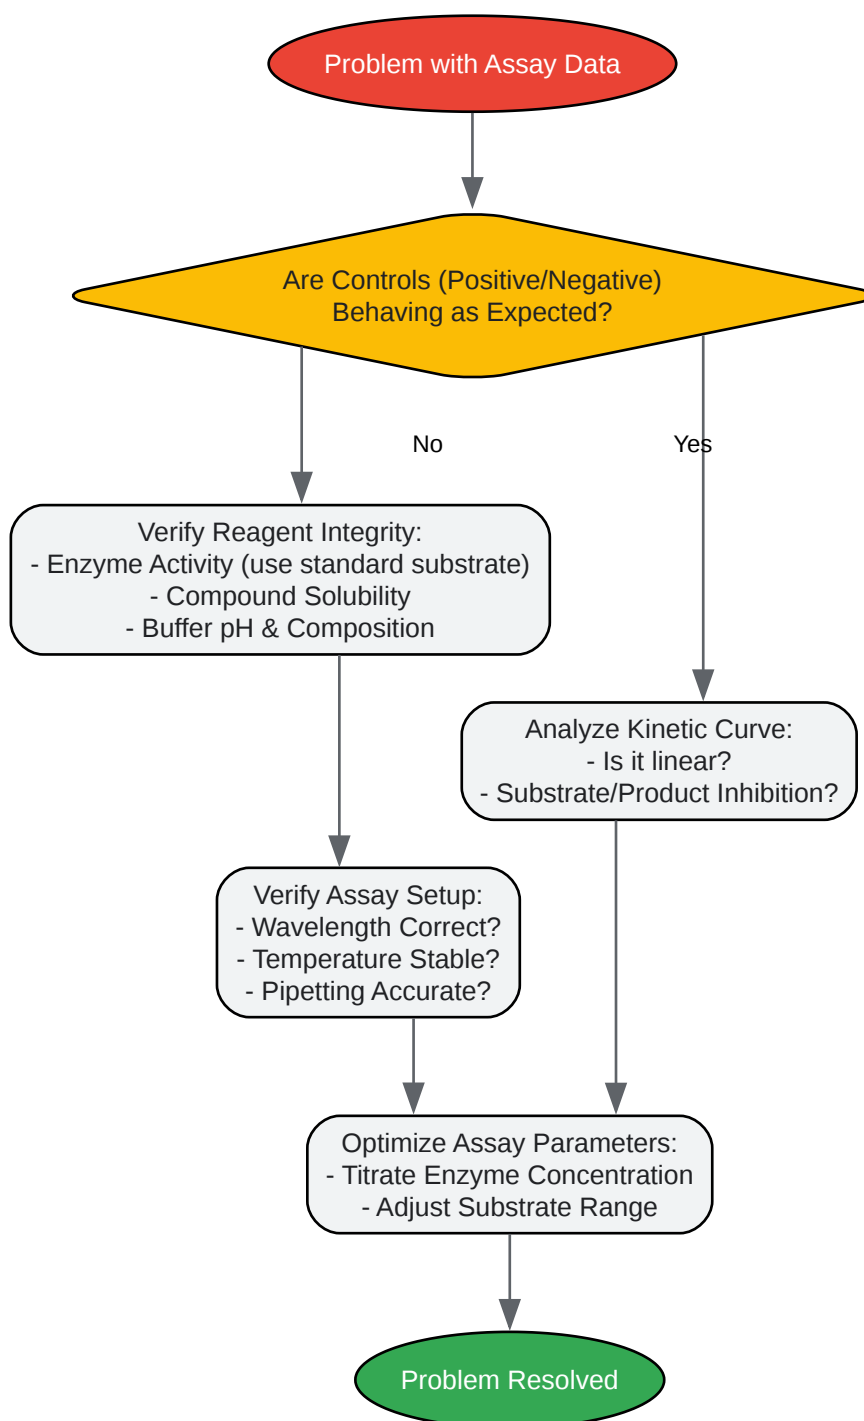 Problem with Assay Data
Are Controls (Positive/Negative)
Behaving as Expected?
No
Yes
Verify Reagent Integrity:
- Enzyme Activity (use standard substrate)
- Compound Solubility
- Buffer pH & Composition
Analyze Kinetic Curve:
- Is it linear?
- Substrate/Product Inhibition?
Verify Assay Setup:
- Wavelength Correct?
- Temperature Stable?
- Pipetting Accurate?
Optimize Assay Parameters:
- Titrate Enzyme Concentration
- Adjust Substrate Range
Problem Resolved